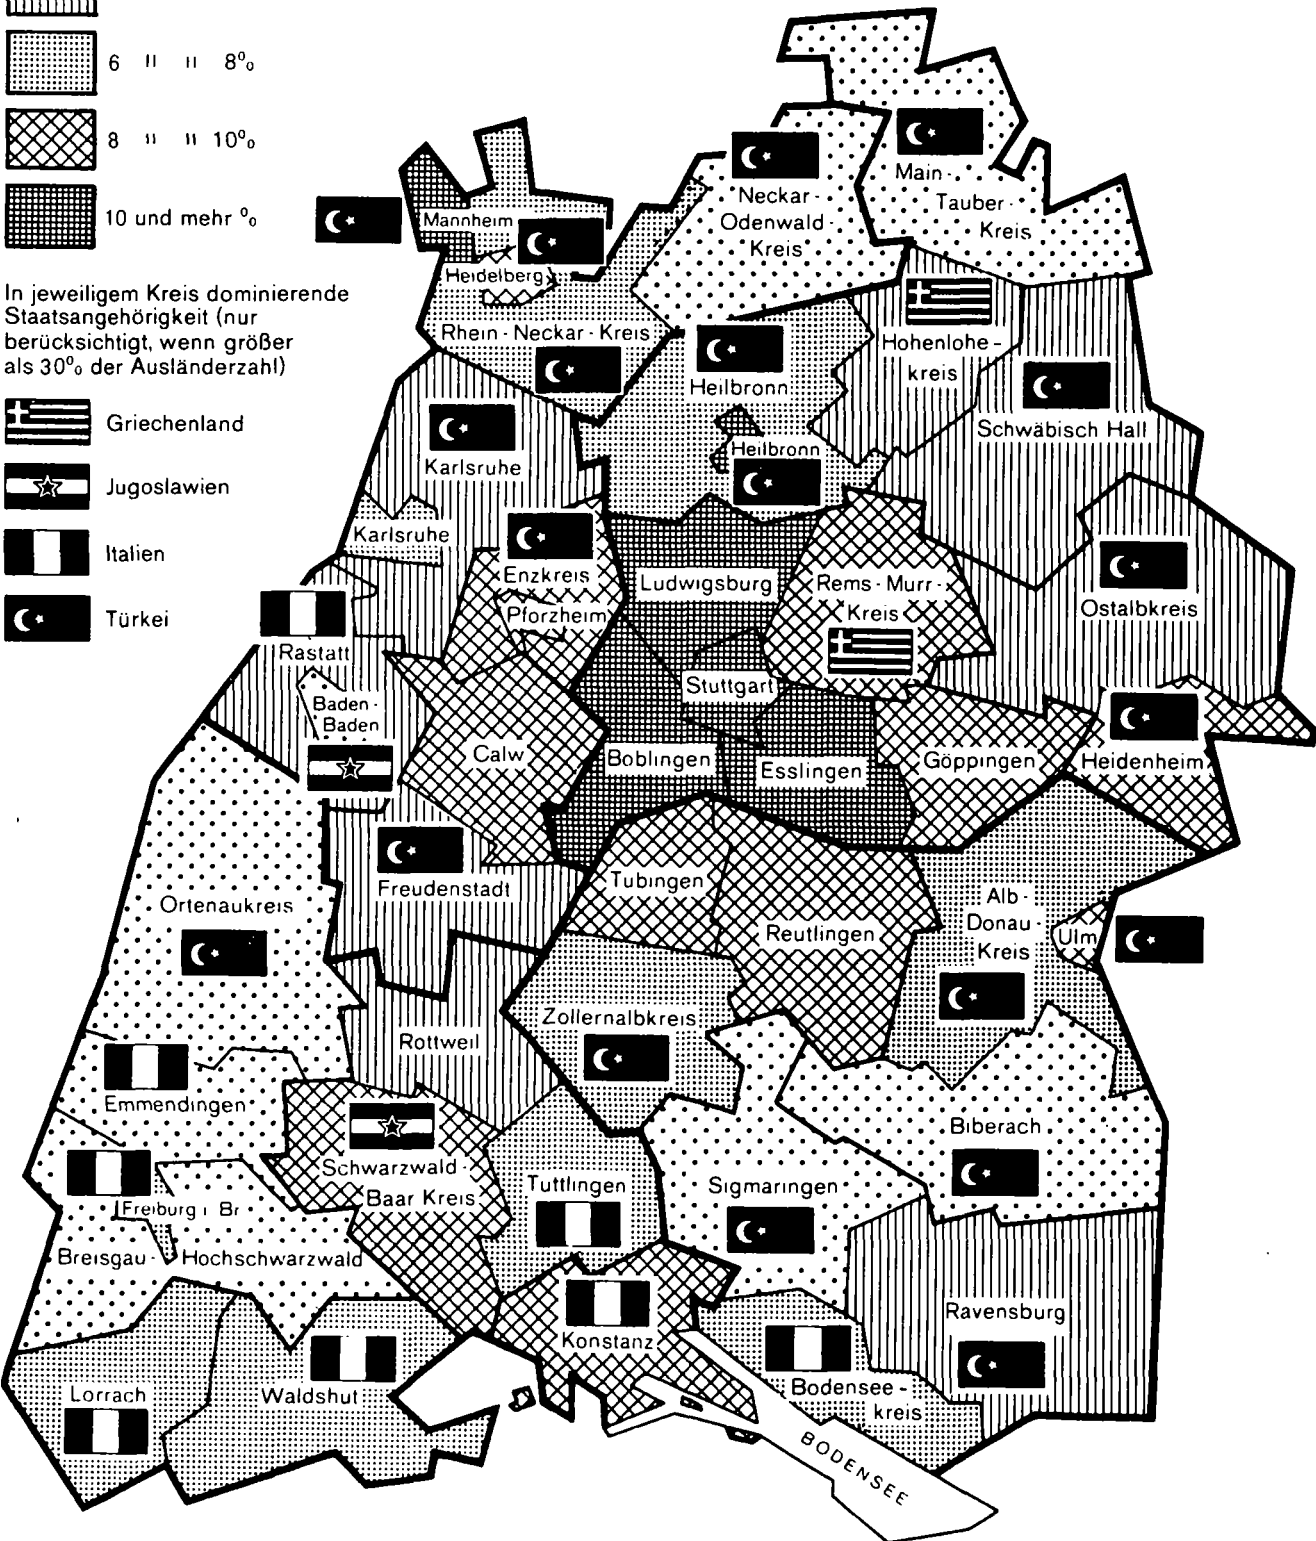 6 " " 8%
8 " " 10%
10 und mehr %
In jeweiligem Kreis dominierende
Staatsangehörigkeit (nur
berücksichtigt, wenn größer
als 30% der Ausländerzahl)
Griechenland
Jugoslawien
Italien
Türkei
Main-
Tauber-
Kreis
Neckar-
Odenwald-
Kreis
Mannheim
Heidelberg
Rhein-Neckar-Kreis
Hohenlohe-
kreis
Heilbronn
Schwäbisch Hall
Heilbronn
Karlsruhe
Karlsruhe
Enzkreis
Pforzheim
Ludwigsburg
Rems-Murr-
Kreis
Ostalbkreis
Rastatt
Stuttgart
Baden-
Baden
Calw
Boblingen
Esslingen
Göppingen
Heidenheim
Freudenstadt
Tubingen
Ortenaukreis
Reutlingen
Alb-
Donau-
Kreis
Ulm
Zollernalbkreis
Rottweil
Emmendingen
Biberach
Schwarzwald-
Baar Kreis
Tuttlingen
Sigmaringen
Freiburg i Br
Breisgau-Hochschwarzwald
Ravensburg
Konstanz
Lorrach
Waldshut
Bodensee-
kreis
BODENSEE